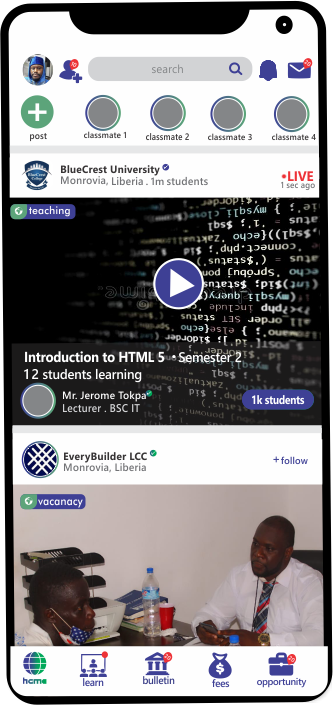 search
post
classmate 1
classmate 2
classmate 3
classmate 4
BlueCrest University
Monrovia, Liberia . 1m students
•LIVE
1 sec ago
teaching
Introduction to HTML 5 • Semester 2
12 students learning
Mr. Jerome Tokpa
Lecturer . BSC IT
1k students
EveryBuilder LCC
Monrovia, Liberia
+follow
vacanacy
home
learn
bulletin
fees
opportunity